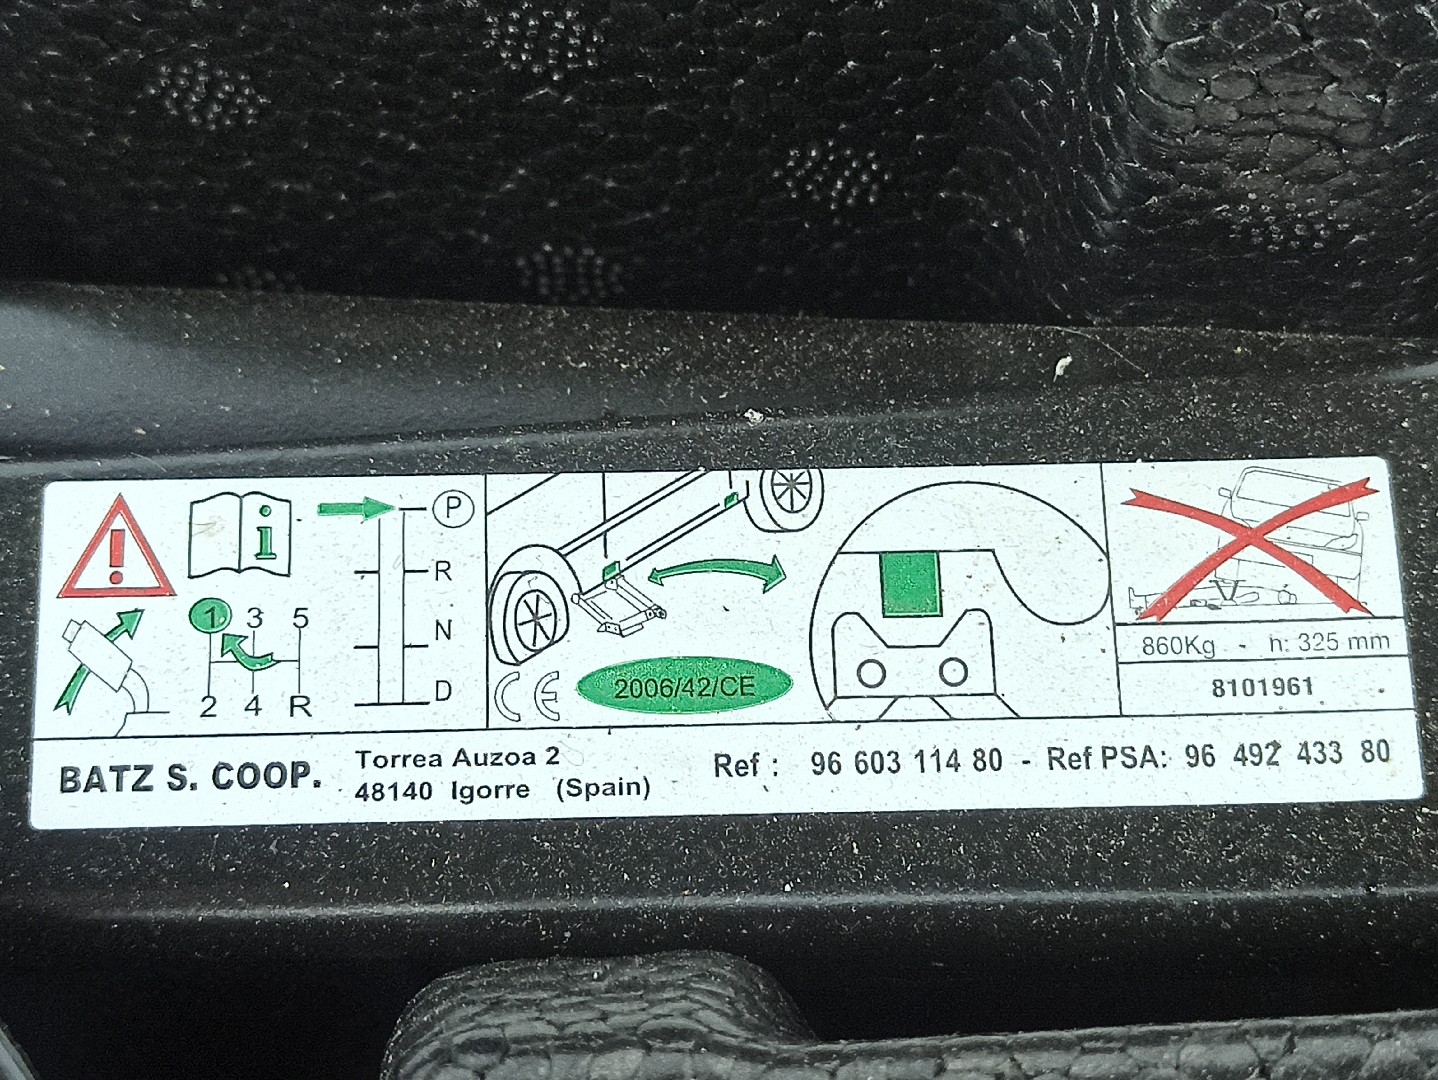 i
P
R
N
D
1 3 5
2 4 R
CE
2006/42/CE
860Kg - h: 325 mm
8101961
BATZ S. COOP.
Torrea Auzoa 2
48140 Igorre (Spain)
Ref : 96 603 114 80 - Ref PSA: 96 492 433 80